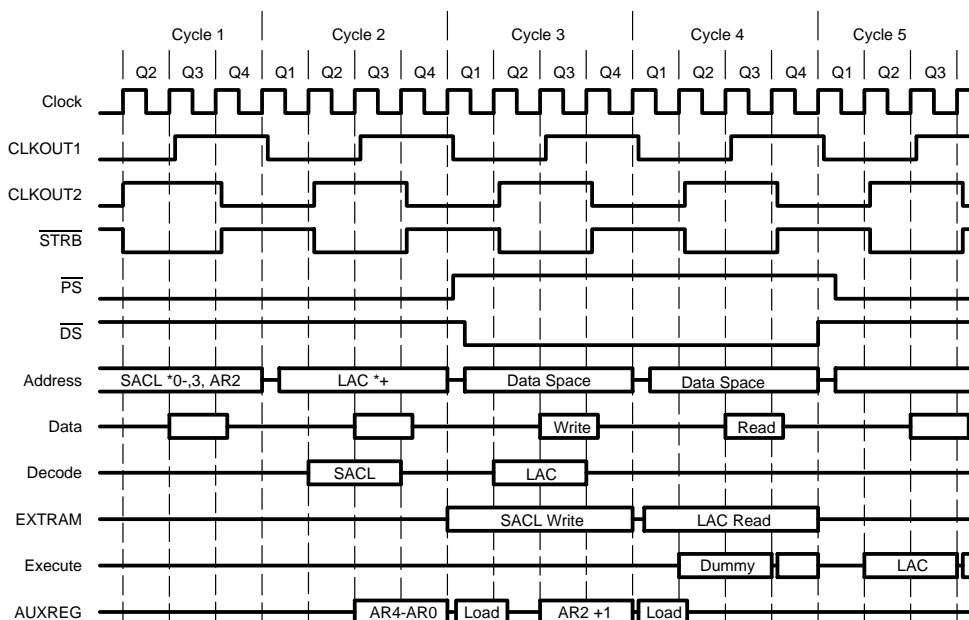 Cycle 1 Cycle 2 Cycle 3 Cycle 4 Cycle 5
Q2 Q3 Q4 Q1 Q2 Q3 Q4 Q1 Q2 Q3 Q4 Q1 Q2 Q3 Q4 Q1 Q2 Q3
Clock
CLKOUT1
CLKOUT2
STRB
PS
DS
Address SACL *0-,3, AR2 LAC *+ Data Space Data Space
Data Write Read
Decode SACL LAC
EXTRAM SACL Write LAC Read
Execute Dummy LAC
AUXREG AR4-AR0 Load AR2 +1 Load